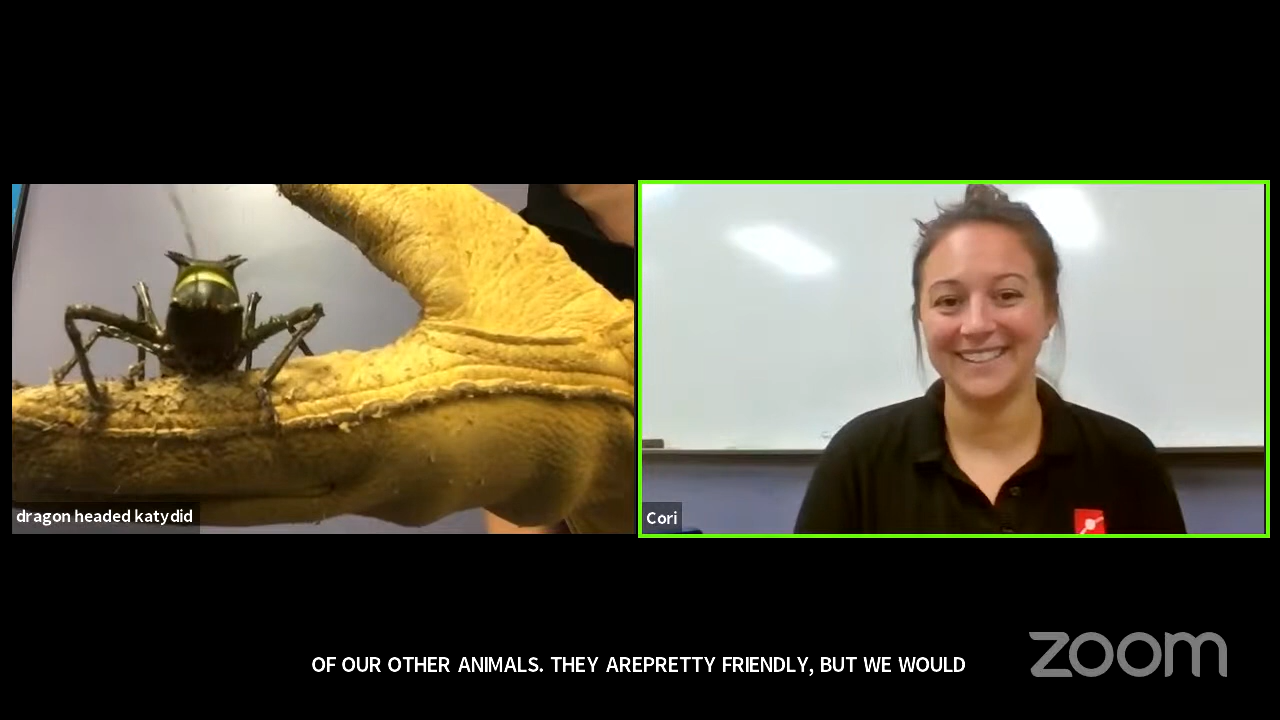 dragon headed katydid
Cori
OF OUR OTHER ANIMALS. THEY AREPRETTY FRIENDLY, BUT WE WOULD
zoom